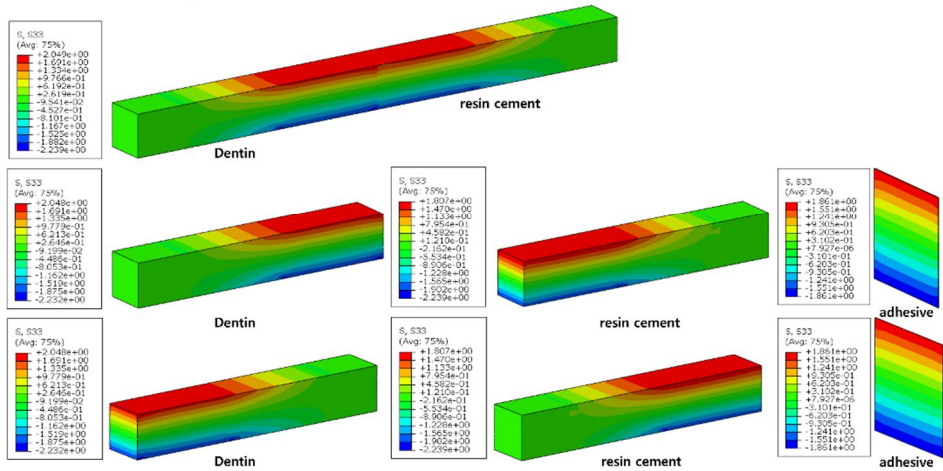 S, S33
(Avg: 75%)
+2.049e+00
+1.691e+00
+1.334e+00
+9.766e-01
+6.192e-01
+2.619e-01
-9.541e-02
-4.527e-01
-8.101e-01
-1.167e+00
-1.525e+00
-1.882e+00
-2.239e+00
resin cement
Dentin
S, S33
(Avg: 75%)
+2.048e+00
+1.691e+00
+1.335e+00
+9.779e-01
+6.213e-01
+2.646e-01
-9.199e-02
-4.486e-01
-8.053e-01
-1.162e+00
-1.519e+00
-1.875e+00
-2.232e+00
Dentin
S, S33
(Avg: 75%)
+1.807e+00
+1.470e+00
+1.133e+00
+7.954e-01
+4.582e-01
+1.210e-01
-2.162e-01
-5.534e-01
-8.906e-01
-1.228e+00
-1.565e+00
-1.902e+00
-2.239e+00
resin cement
S, S33
(Avg: 75%)
+1.861e+00
+1.551e+00
+1.241e+00
+9.305e-01
+6.203e-01
+3.102e-01
+7.927e-06
-3.101e-01
-6.203e-01
-9.305e-01
-1.241e+00
-1.551e+00
-1.861e+00
adhesive
S, S33
(Avg: 75%)
+2.048e+00
+1.691e+00
+1.335e+00
+9.779e-01
+6.213e-01
+2.646e-01
-9.199e-02
-4.486e-01
-8.053e-01
-1.162e+00
-1.519e+00
-1.875e+00
-2.232e+00
Dentin
S, S33
(Avg: 75%)
+1.807e+00
+1.470e+00
+1.133e+00
+7.954e-01
+4.582e-01
+1.210e-01
-2.162e-01
-5.534e-01
-8.906e-01
-1.228e+00
-1.565e+00
-1.902e+00
-2.239e+00
resin cement
S, S33
(Avg: 75%)
+1.861e+00
+1.551e+00
+1.241e+00
+9.305e-01
+6.203e-01
+3.102e-01
+7.927e-06
-3.101e-01
-6.203e-01
-9.305e-01
-1.241e+00
-1.551e+00
-1.861e+00
adhesive